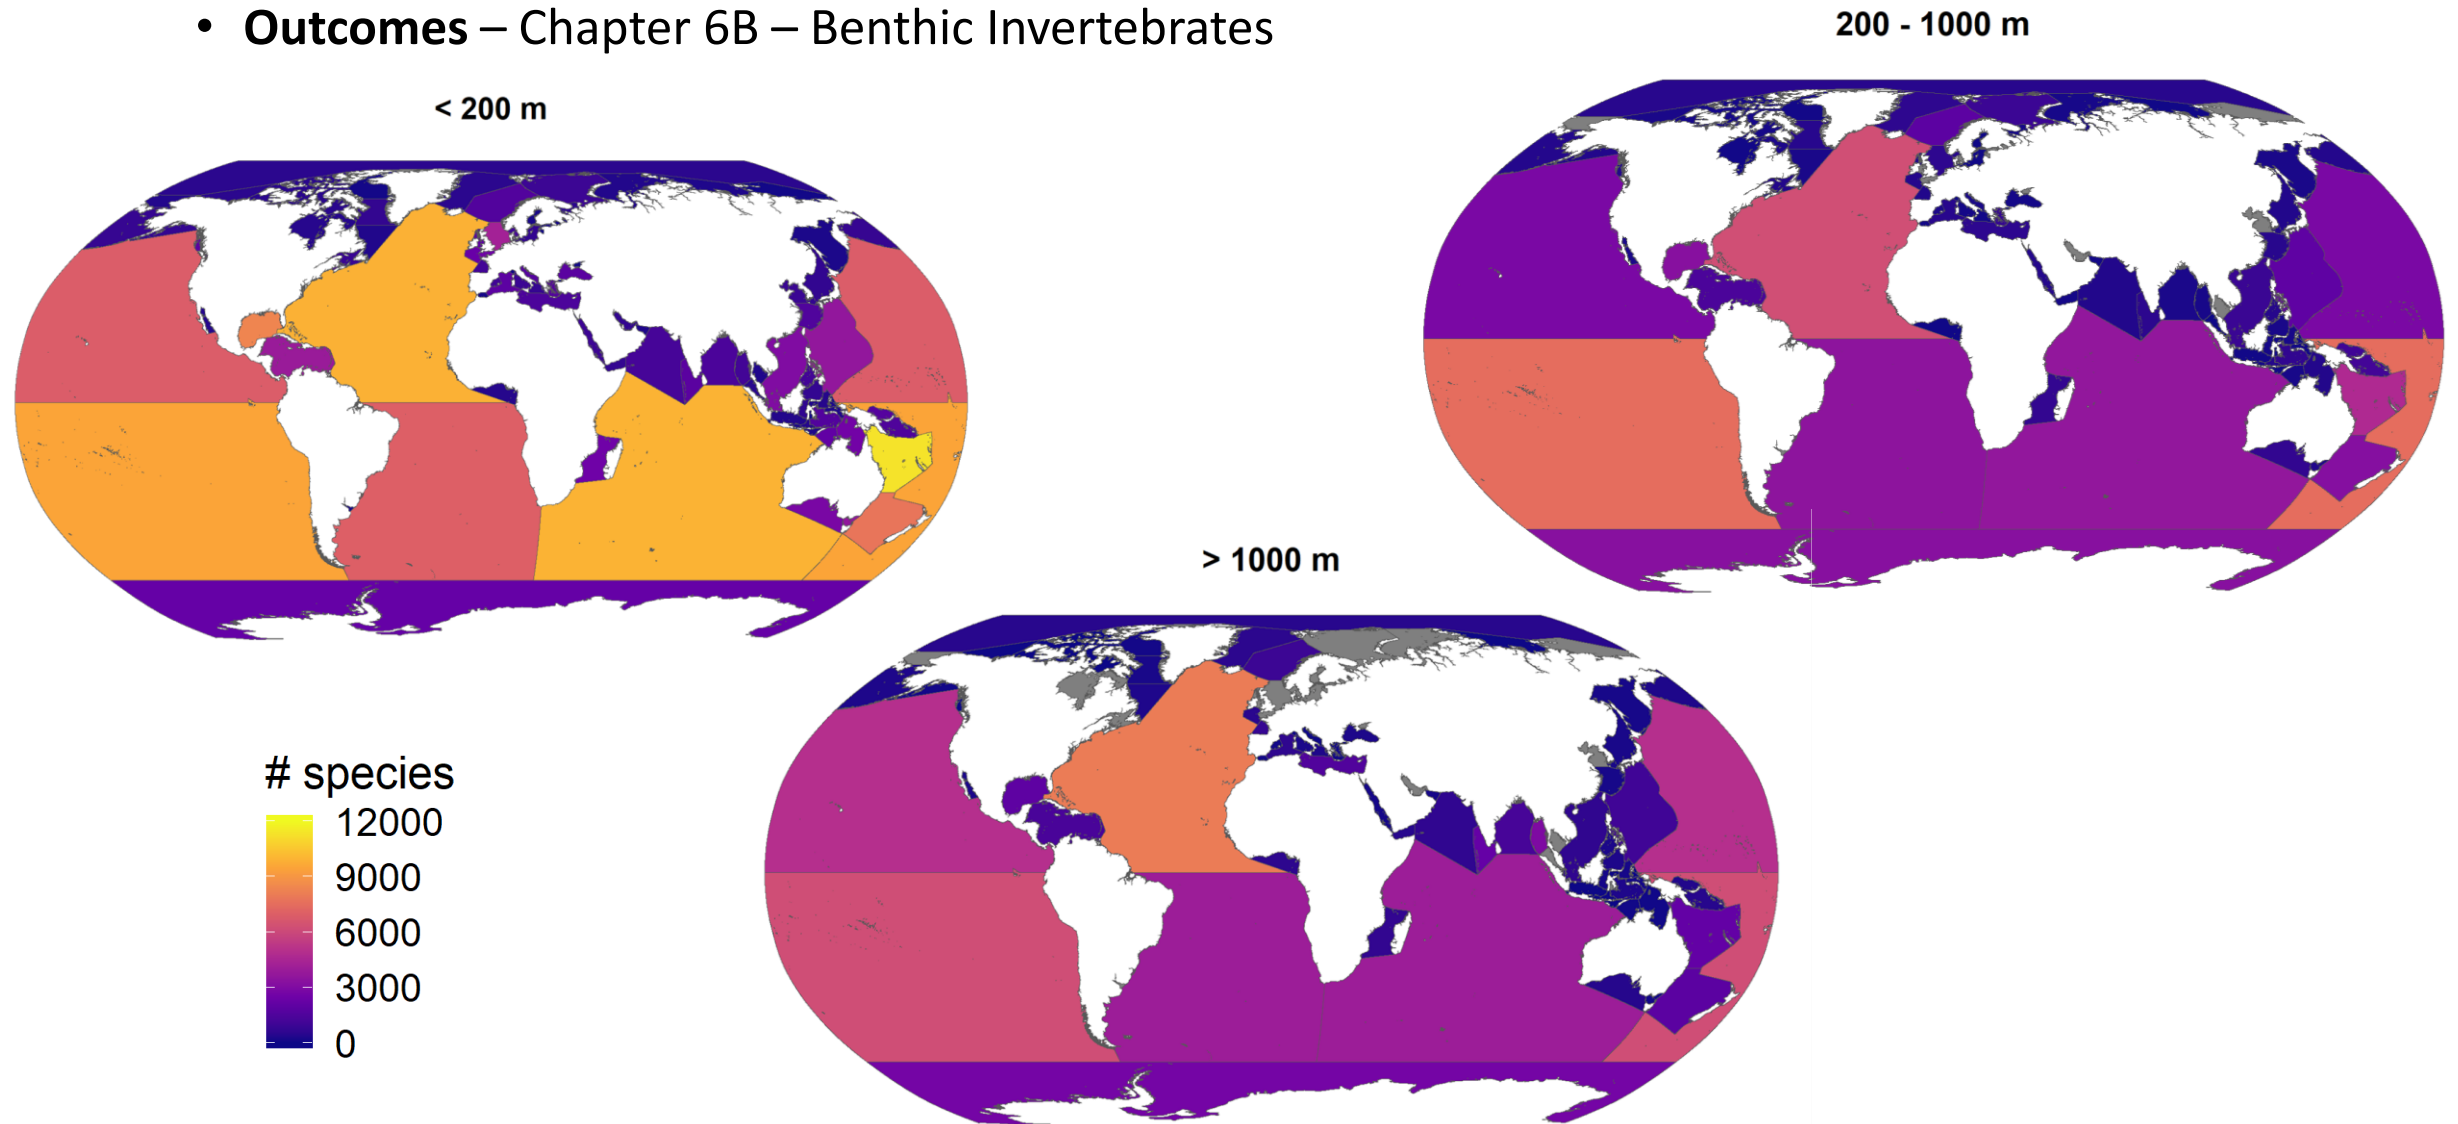 • Outcomes – Chapter 6B – Benthic Invertebrates
200 - 1000 m
< 200 m
> 1000 m
# species
12000
9000
6000
3000
0